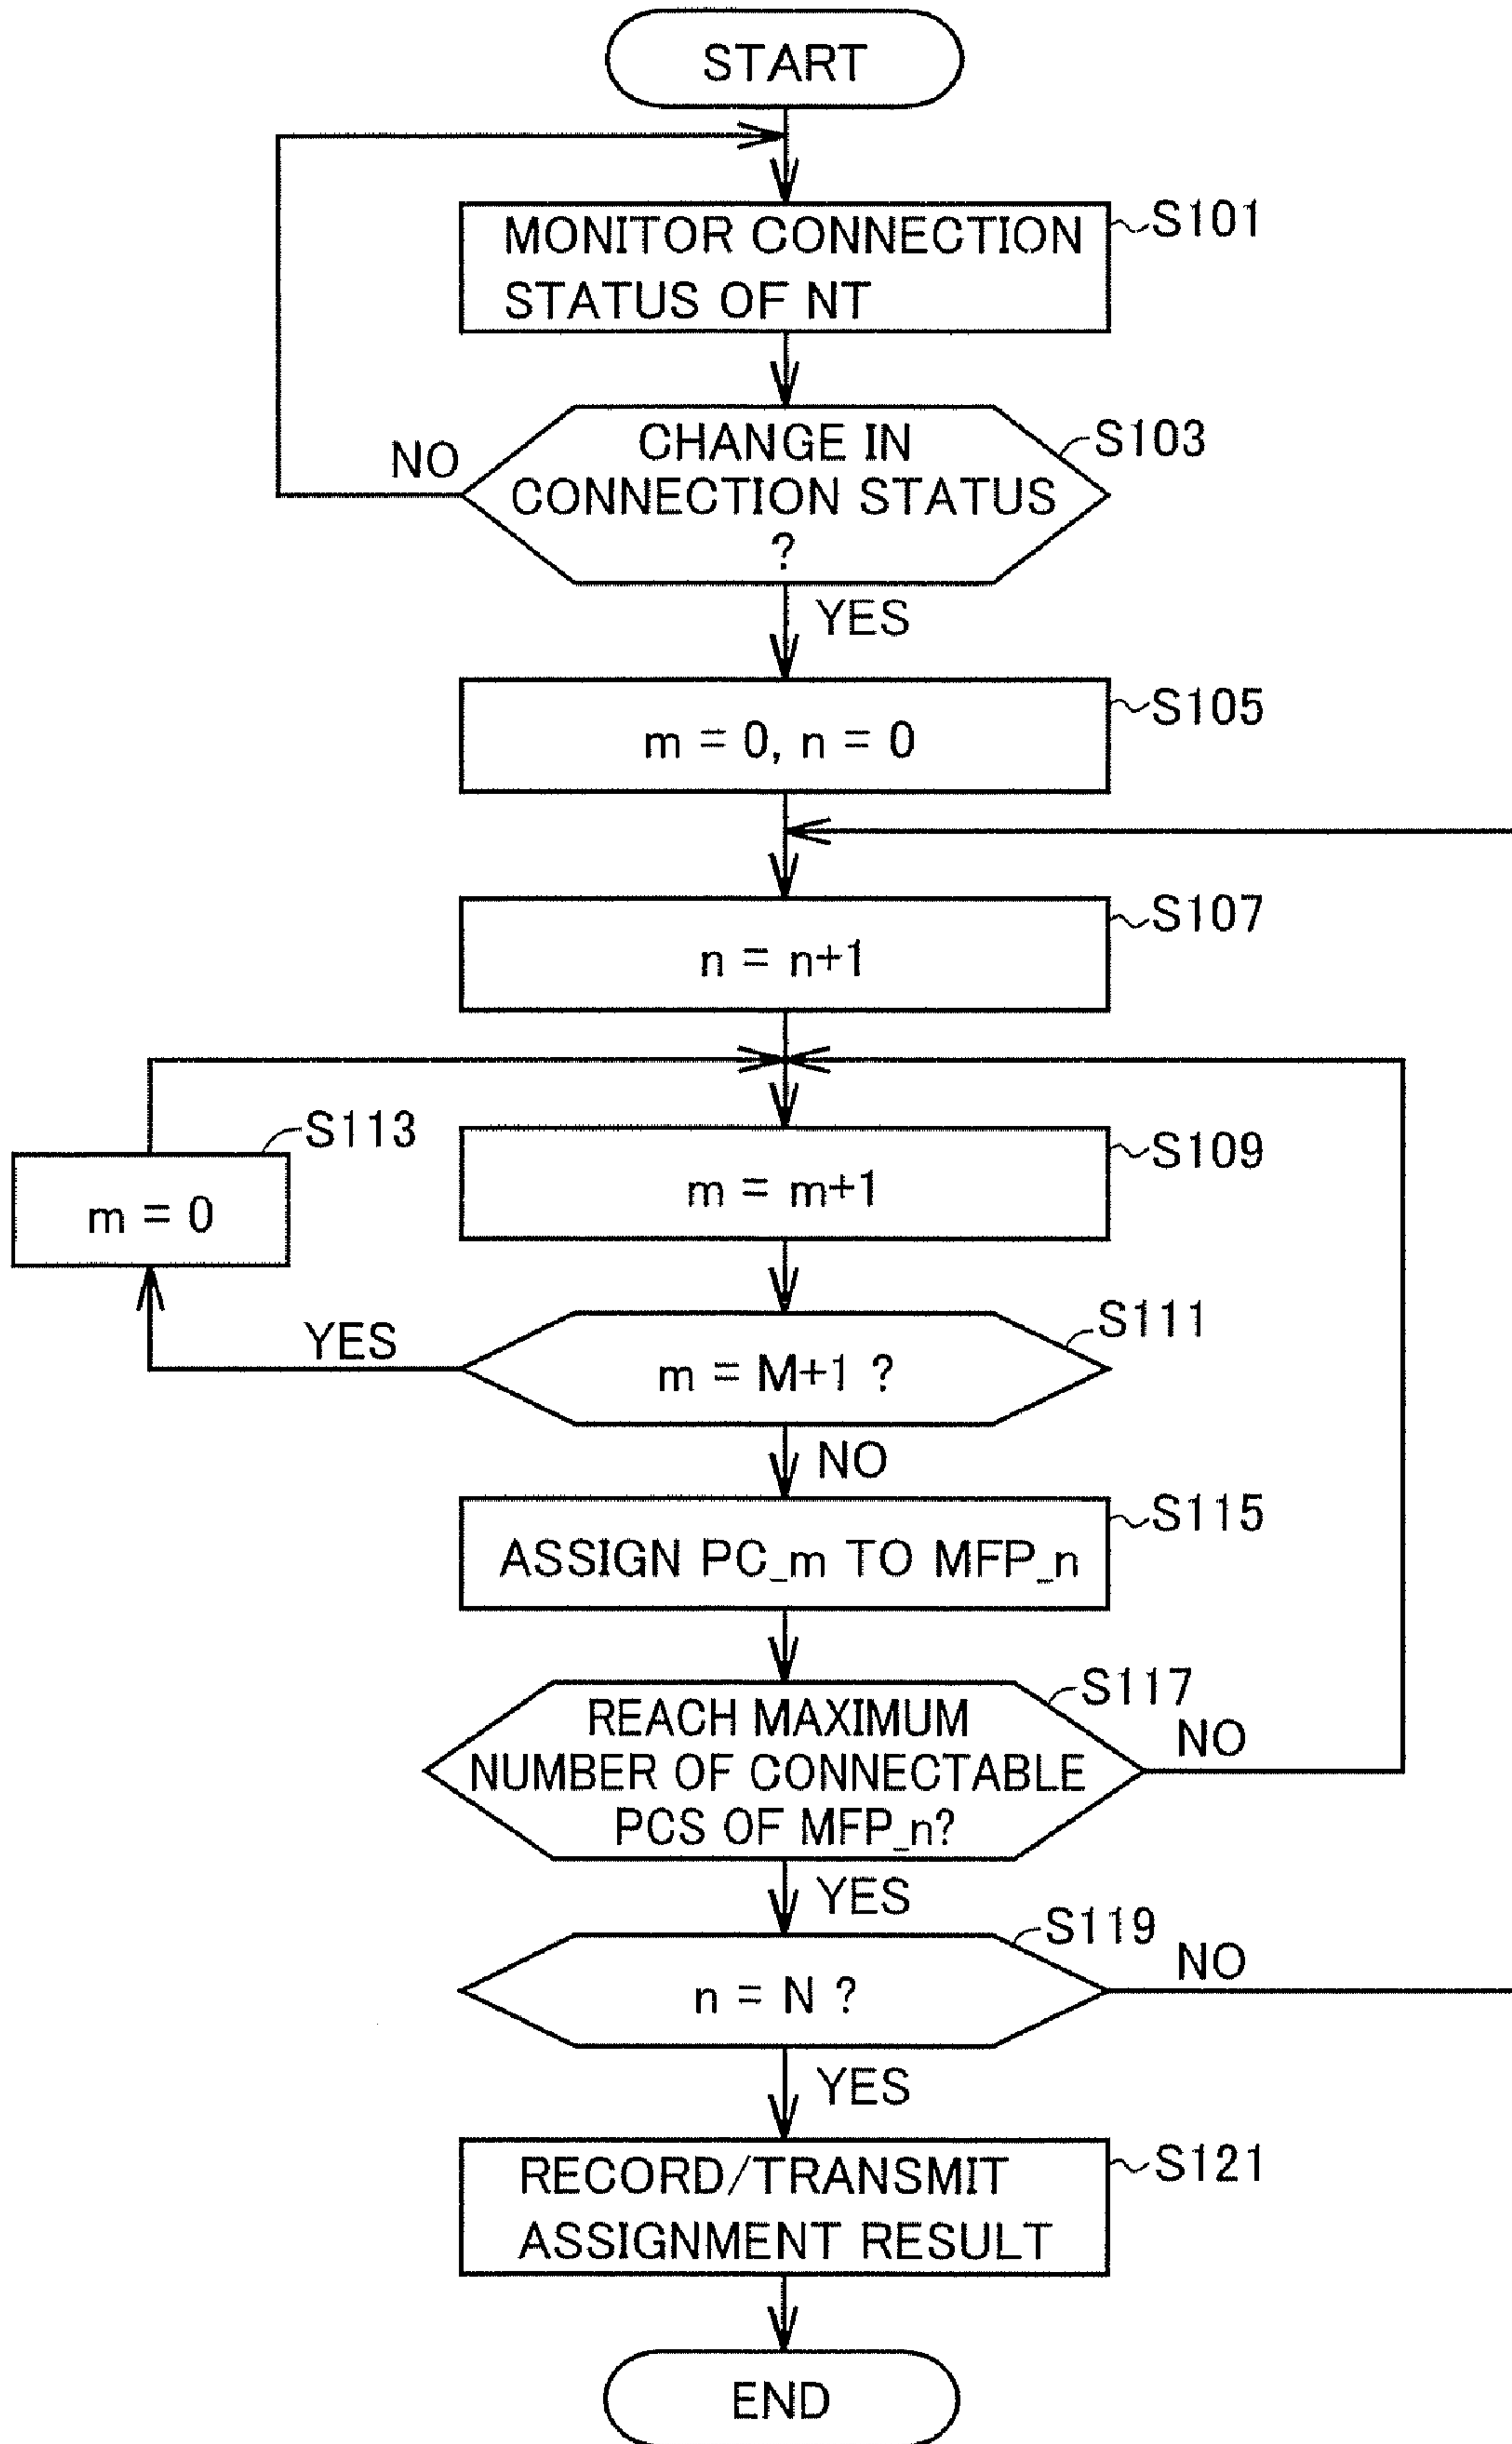 START
MONITOR CONNECTION
STATUS OF NT
S101
CHANGE IN
CONNECTION STATUS
?
S103
NO
YES
m = 0, n = 0
S105
n = n+1
S107
S113
m = 0
m = m+1
S109
YES
m = M+1 ?
S111
NO
ASSIGN PC_m TO MFP_n
S115
REACH MAXIMUM
NUMBER OF CONNECTABLE
PCS OF MFP_n?
S117
NO
YES
n = N ?
S119
NO
YES
RECORD/TRANSMIT
ASSIGNMENT RESULT
S121
END